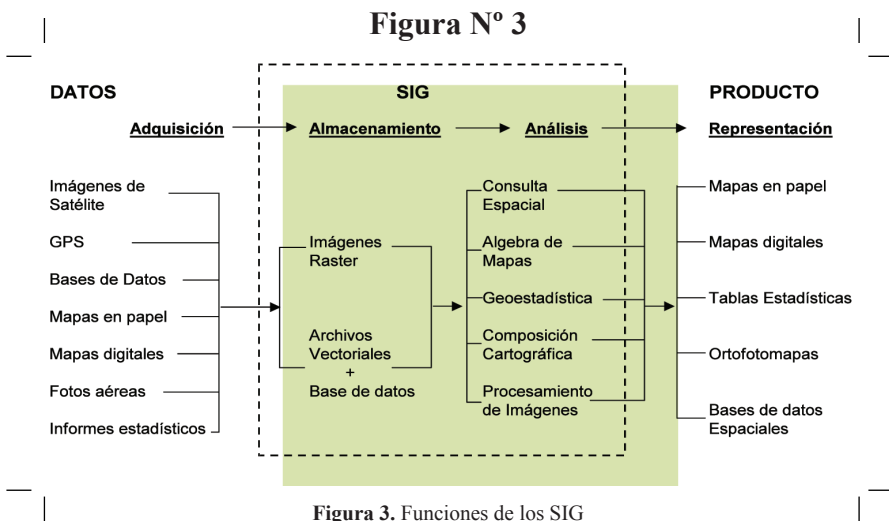 Figura Nº 3
DATOS
SIG
PRODUCTO
Adquisición
Almacenamiento
Análisis
Representación
Imágenes de
Satélite
GPS
Bases de Datos
Mapas en papel
Mapas digitales
Fotos aéreas
Informes estadísticos
Imágenes
Raster
Archivos
Vectoriales
+
Base de datos
Consulta
Espacial
Algebra de
Mapas
Geoestadística
Composición
Cartográfica
Procesamiento
de Imágenes
Mapas en papel
Mapas digitales
Tablas Estadísticas
Ortofotomapas
Bases de datos
Espaciales
Figura 3. Funciones de los SIG